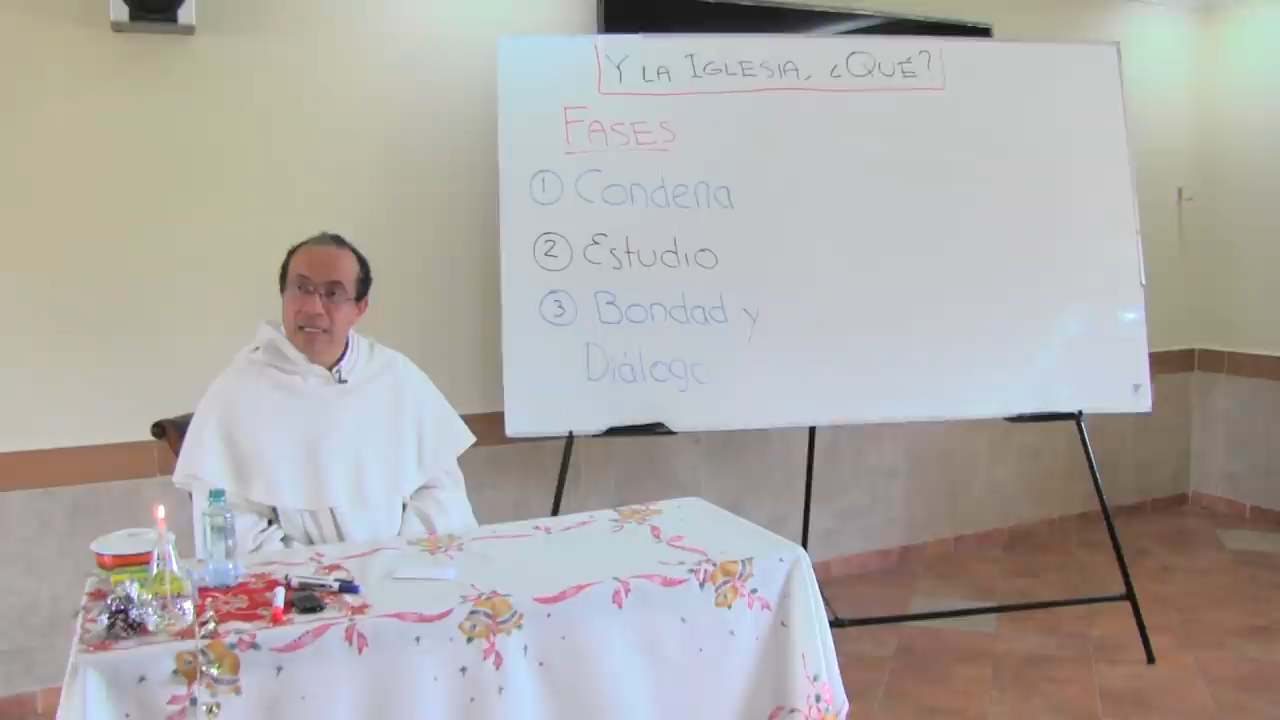 Y LA IGLESIA, ¿QUÉ?
FASES
① Condena
② Estudio
③ Bondad y
Diálogo